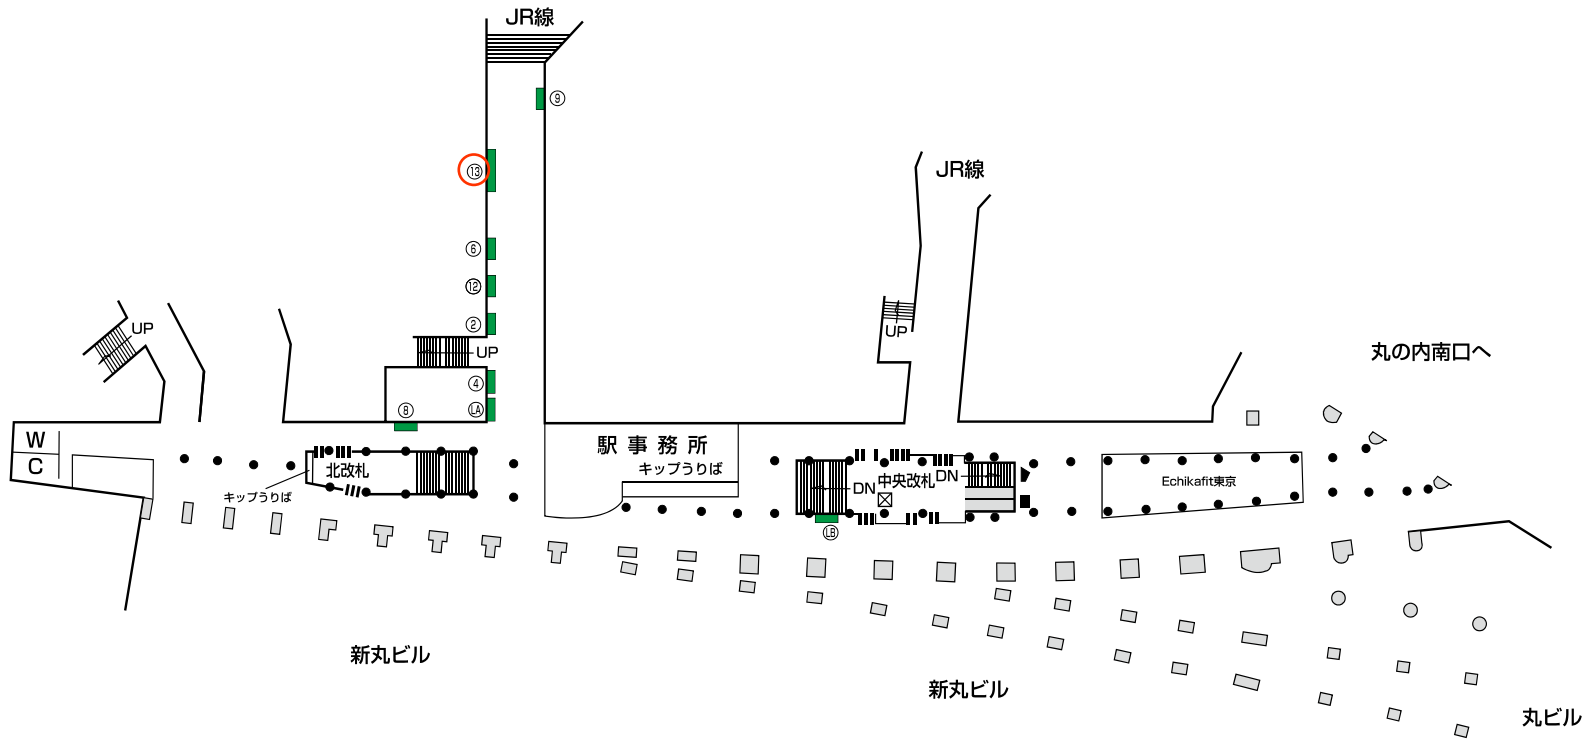 JR線
⑨
⑬
JR線
⑥
⑫
②
UP
UP
UP
丸の内南口へ
④
⑧
LA
W
C
駅事務所
北改札
キップうりば
キップうりば
DN
中央改札
DN
Echikafit東京
LB
新丸ビル
新丸ビル
丸ビル